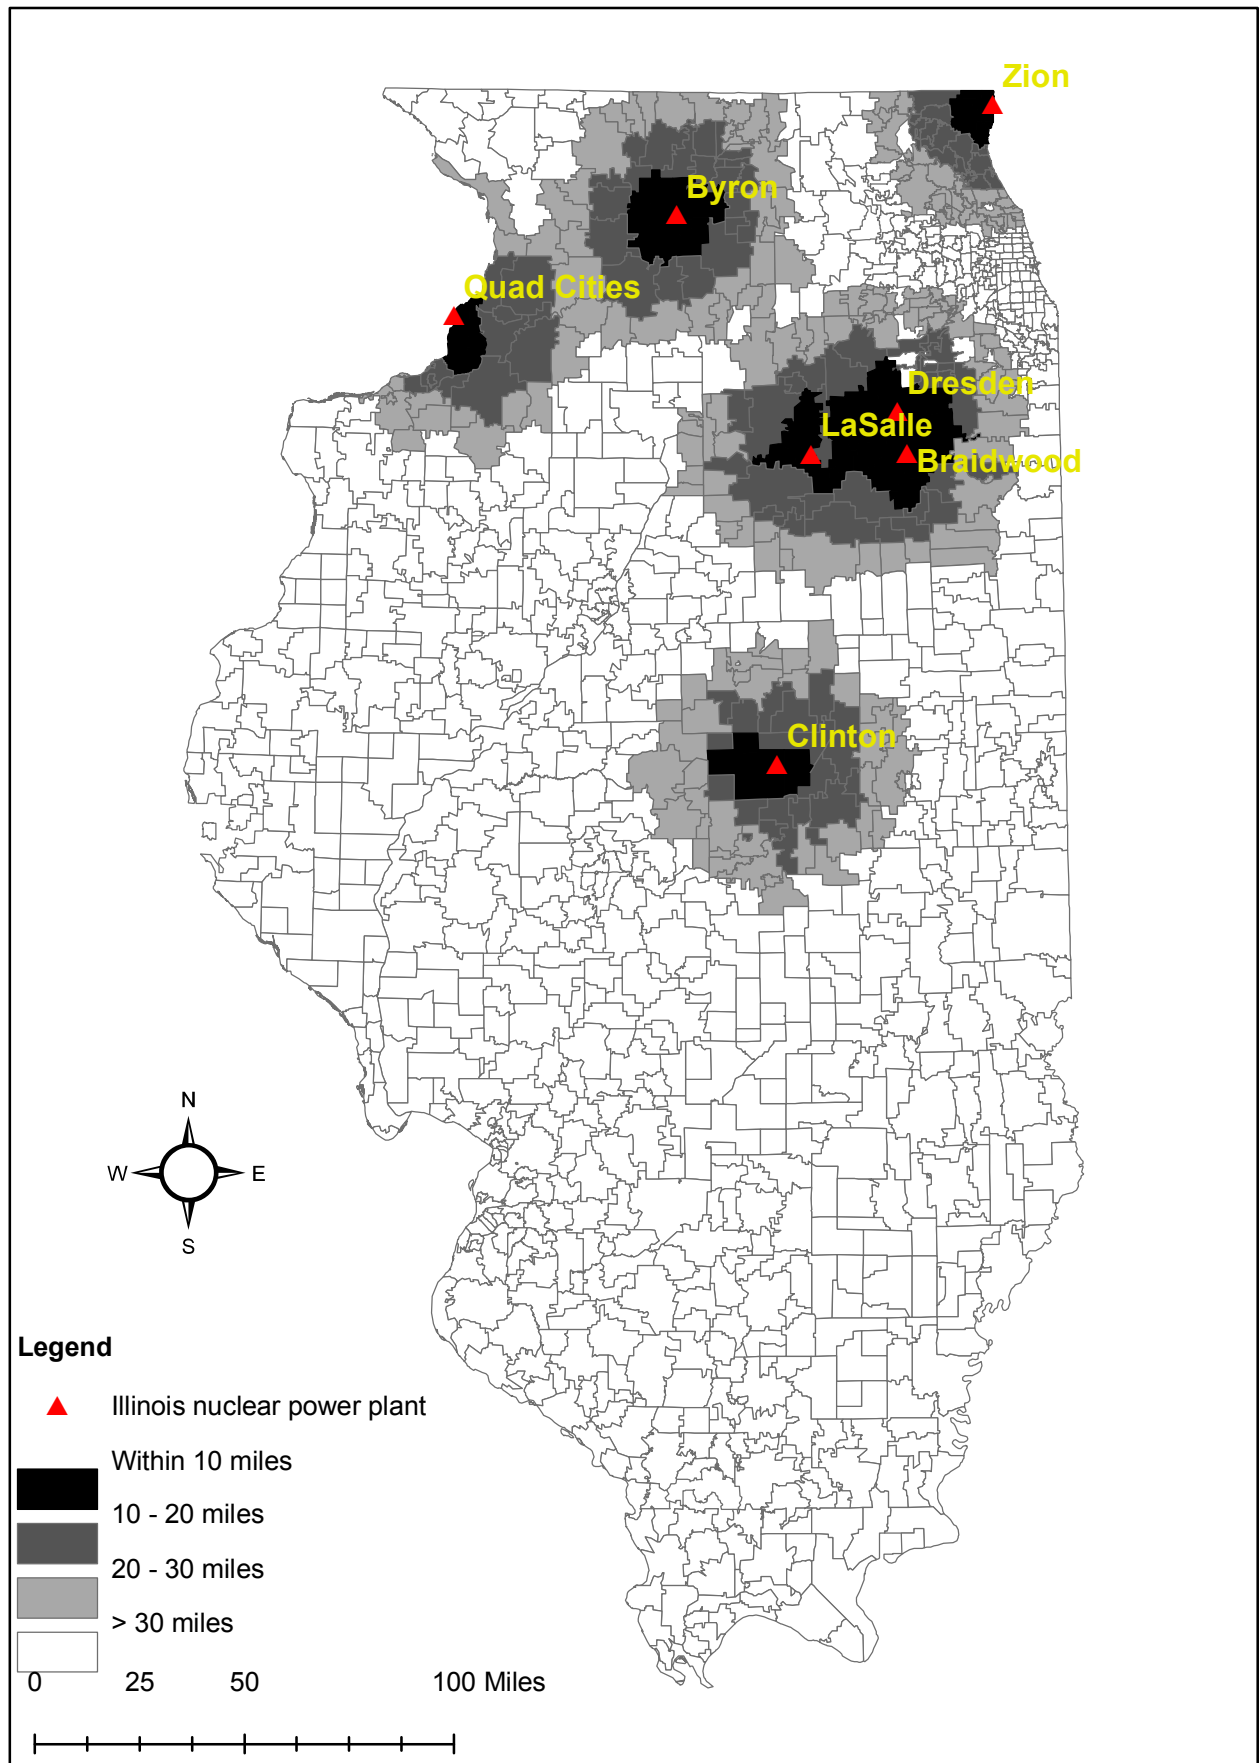 Zion
Byron
Quad Cities
Dresden
LaSalle
Braidwood
Clinton
N
W E
S
Legend
Illinois nuclear power plant
Within 10 miles
10 - 20 miles
20 - 30 miles
> 30 miles
0 25 50 100 Miles